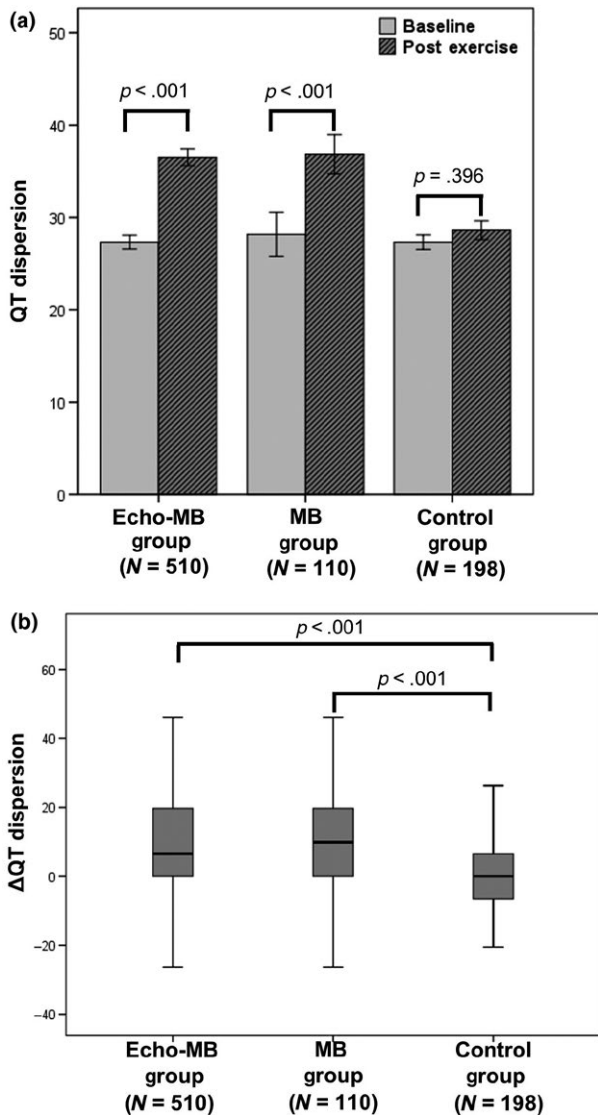 (a)
Baseline
Post exercise
50
40
30
20
10
0
QT dispersion
p < .001
p < .001
p = .396
Echo-MB
group
(N = 510)
MB
group
(N = 110)
Control
group
(N = 198)
(b)
p < .001
p < .001
60
40
20
0
−20
−40
ΔQT dispersion
Echo-MB
group
(N = 510)
MB
group
(N = 110)
Control
group
(N = 198)